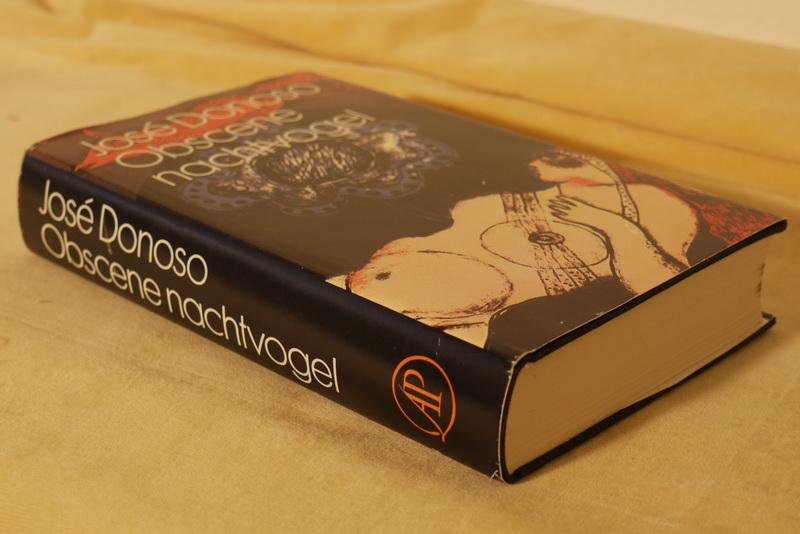 José Donoso
Obscene
nachtvogel
José Donoso
Obscene nachtvogel
AP